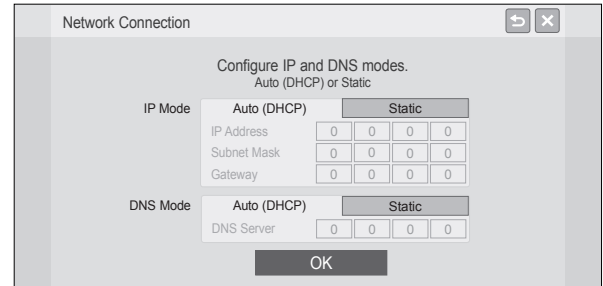 Network Connection
Configure IP and DNS modes.
Auto (DHCP) or Static
IP Mode Auto (DHCP) Static
IP Address 0 0 0 0
Subnet Mask 0 0 0 0
Gateway 0 0 0 0
DNS Mode Auto (DHCP) Static
DNS Server 0 0 0 0
OK